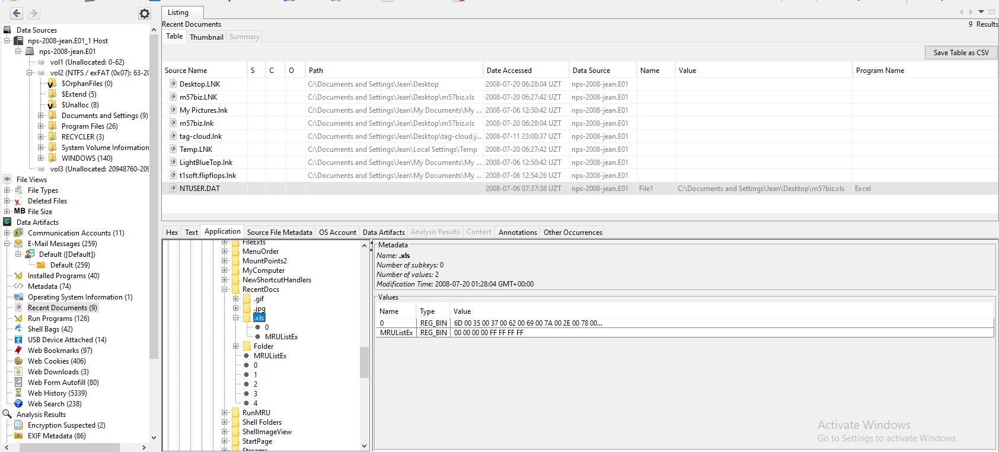 Listing
Recent Documents
9 Results
Table Thumbnail Summary
Save Table as CSV
Source Name S C O Path Date Accessed Data Source Name Value Program Name
Desktop.LNK C:\Documents and Settings\Jean\Desktop 2008-07-20 06:28:04 UZT nps-2008-jean.E01
m57biz.LNK C:\Documents and Settings\Jean\Desktop\m57biz.xls 2008-07-20 06:27:42 UZT nps-2008-jean.E01
My Pictures.lnk C:\Documents and Settings\Jean\My Documents\My ... 2008-07-06 12:50:42 UZT nps-2008-jean.E01
m57biz.lnk C:\Documents and Settings\Jean\Desktop\m57biz.xls 2008-07-20 06:28:04 UZT nps-2008-jean.E01
tag-cloud.lnk C:\Documents and Settings\Jean\Desktop\tag-cloud.j... 2008-07-11 23:00:37 UZT nps-2008-jean.E01
Temp.LNK C:\Documents and Settings\Jean\Local Settings\Temp 2008-07-20 06:27:42 UZT nps-2008-jean.E01
LightBlueTop.lnk C:\Documents and Settings\Jean\My Documents\My ... 2008-07-06 12:50:42 UZT nps-2008-jean.E01
t1soft.flipflops.lnk C:\Documents and Settings\Jean\My Documents\My ... 2008-07-06 12:54:26 UZT nps-2008-jean.E01
NTUSER.DAT 2008-07-06 07:37:38 UZT nps-2008-jean.E01 File1 C:\Documents and Settings\Jean\Desktop\m57biz.xls Excel
Data Sources
nps-2008-jean.E01_1 Host
nps-2008-jean.E01
vol1 (Unallocated: 0-62)
vol2 (NTFS / exFAT (0x07): 63-20
$OrphanFiles (0)
$Extend (5)
$Unalloc (8)
Documents and Settings (9)
Program Files (26)
RECYCLER (3)
System Volume Information
WINDOWS (140)
vol3 (Unallocated: 20948760-209
File Views
File Types
Deleted Files
MB File Size
Data Artifacts
Communication Accounts (11)
E-Mail Messages (259)
Default ([Default])
Default (259)
Installed Programs (40)
Metadata (74)
Operating System Information (1)
Recent Documents (9)
Run Programs (126)
Shell Bags (42)
USB Device Attached (14)
Web Bookmarks (97)
Web Cookies (406)
Web Downloads (3)
Web Form Autofill (80)
Web History (5339)
Web Search (238)
Analysis Results
Encryption Suspected (2)
EXIF Metadata (86)
Hex Text Application Source File Metadata OS Account Data Artifacts Analysis Results Context Annotations Other Occurrences
FileExts
MenuOrder
MountPoints2
MyComputer
NewShortcutHandlers
RecentDocs
.gif
.jpg
.xls
0
MRUListEx
Folder
MRUListEx
0
1
2
3
4
RunMRU
Shell Folders
ShellImageView
StartPage
Streams
Metadata
Name: .xls
Number of subkeys: 0
Number of values: 2
Modification Time: 2008-07-20 01:28:04 GMT+00:00
Values
Name Type Value
0 REG_BIN 6D 00 35 00 37 00 62 00 69 00 7A 00 2E 00 78 00...
MRUListEx REG_BIN 00 00 00 00 FF FF FF FF
Activate Windows
Go to Settings to activate Windows.